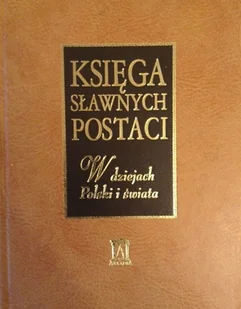 KSIĘGA
SŁAWNYCH
POSTACI
W dziejach
Polski i świata